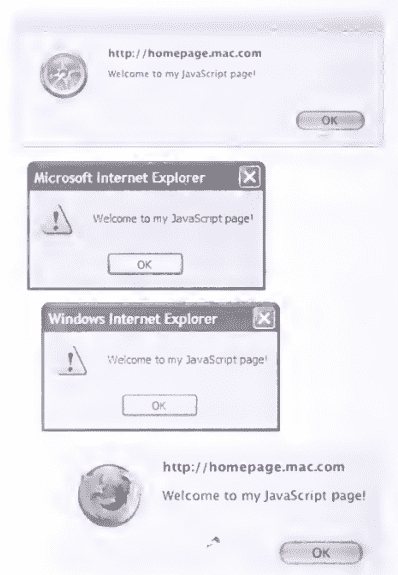 http://homepage.mac.com
Welcome to my JavaScript page!
OK
Microsoft Internet Explorer
Welcome to my JavaScript page!
OK
Windows Internet Explorer
Welcome to my JavaScript page!
OK
http://homepage.mac.com
Welcome to my JavaScript page!
OK